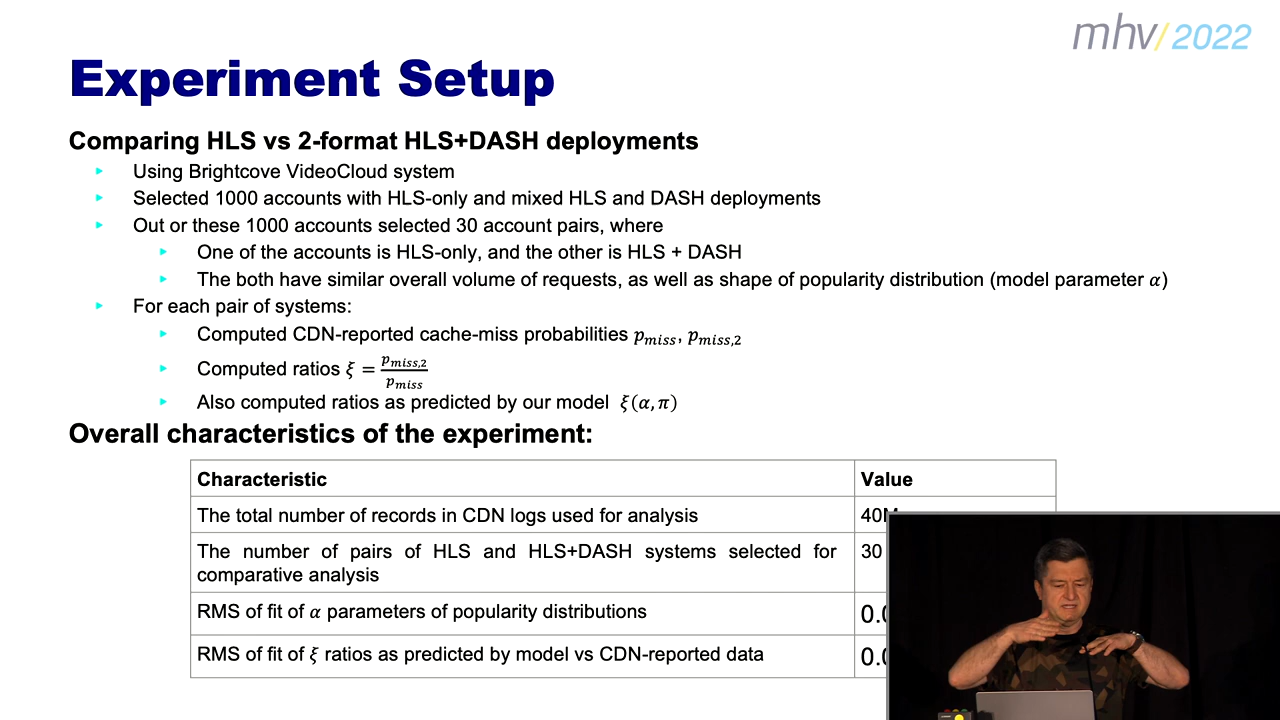 mhv/2022
Experiment Setup
Comparing HLS vs 2-format HLS+DASH deployments
Using Brightcove VideoCloud system
Selected 1000 accounts with HLS-only and mixed HLS and DASH deployments
Out or these 1000 accounts selected 30 account pairs, where
One of the accounts is HLS-only, and the other is HLS + DASH
The both have similar overall volume of requests, as well as shape of popularity distribution (model parameter α)
For each pair of systems:
Computed CDN-reported cache-miss probabilities p_miss, p_miss,2
Computed ratios ξ = p_miss,2 / p_miss
Also computed ratios as predicted by our model ξ(α, π)
Overall characteristics of the experiment:
Characteristic Value
The total number of records in CDN logs used for analysis
The number of pairs of HLS and HLS+DASH systems selected for 30
comparative analysis
RMS of fit of α parameters of popularity distributions
RMS of fit of ξ ratios as predicted by model vs CDN-reported data